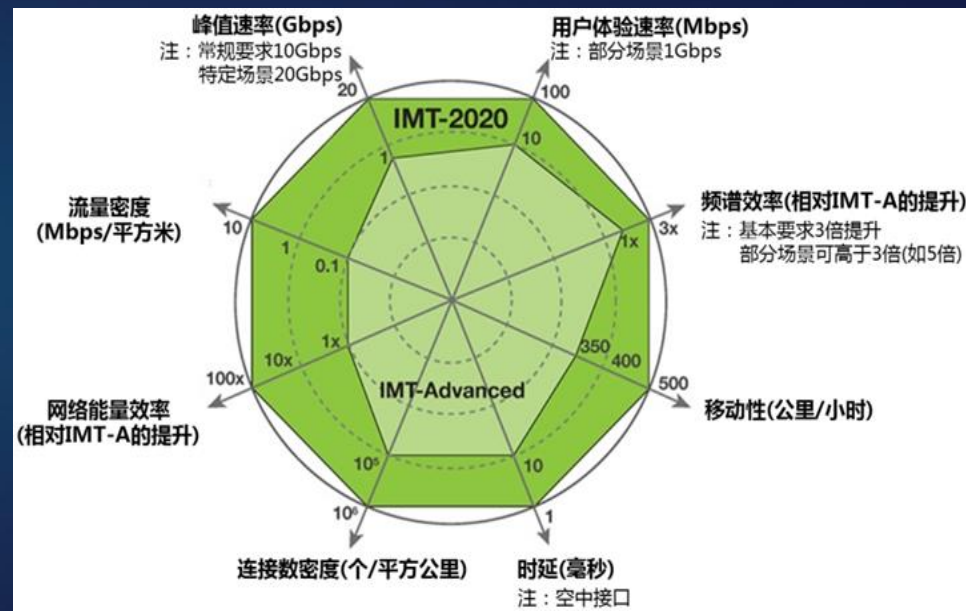 峰值速率(Gbps)
注：常规要求10Gbps
特定场景20Gbps
用户体验速率(Mbps)
注：部分场景1Gbps
20
100
IMT-2020
10
1
流量密度
(Mbps/平方米)
10
1
0.1
频谱效率(相对IMT-A的提升)
注：基本要求3倍提升
部分场景可高于3倍(如5倍)
1x
3x
网络能量效率
(相对IMT-A的提升)
100x
10x
1x
350
400
500
移动性(公里/小时)
IMT-Advanced
10⁵
10
10⁶
1
连接数密度(个/平方公里)
时延(毫秒)
注：空中接口